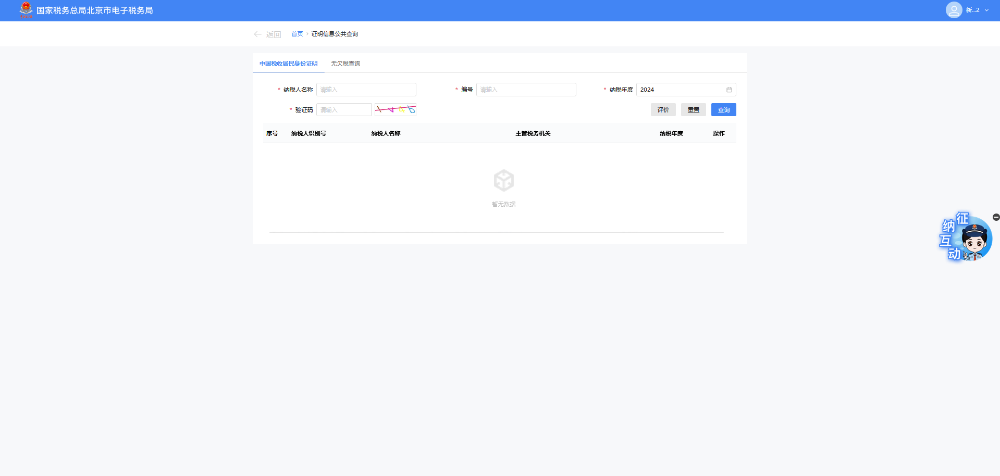 国家税务总局北京市电子税务局
新...2
返回 首页 › 证明信息公共查询
中国税收居民身份证明 无欠税查询
* 纳税人名称 请输入 * 编号 请输入 * 纳税年度 2024
* 验证码 请输入 评价 重置 查询
序号 纳税人识别号 纳税人名称 主管税务机关 纳税年度 操作
暂无数据
征纳互动